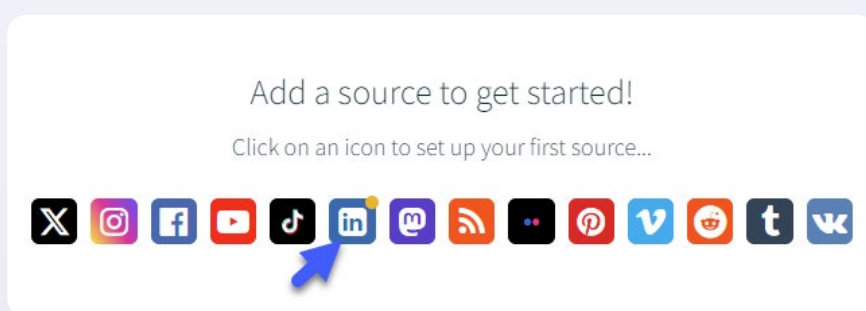 Add a source to get started!
Click on an icon to set up your first source...